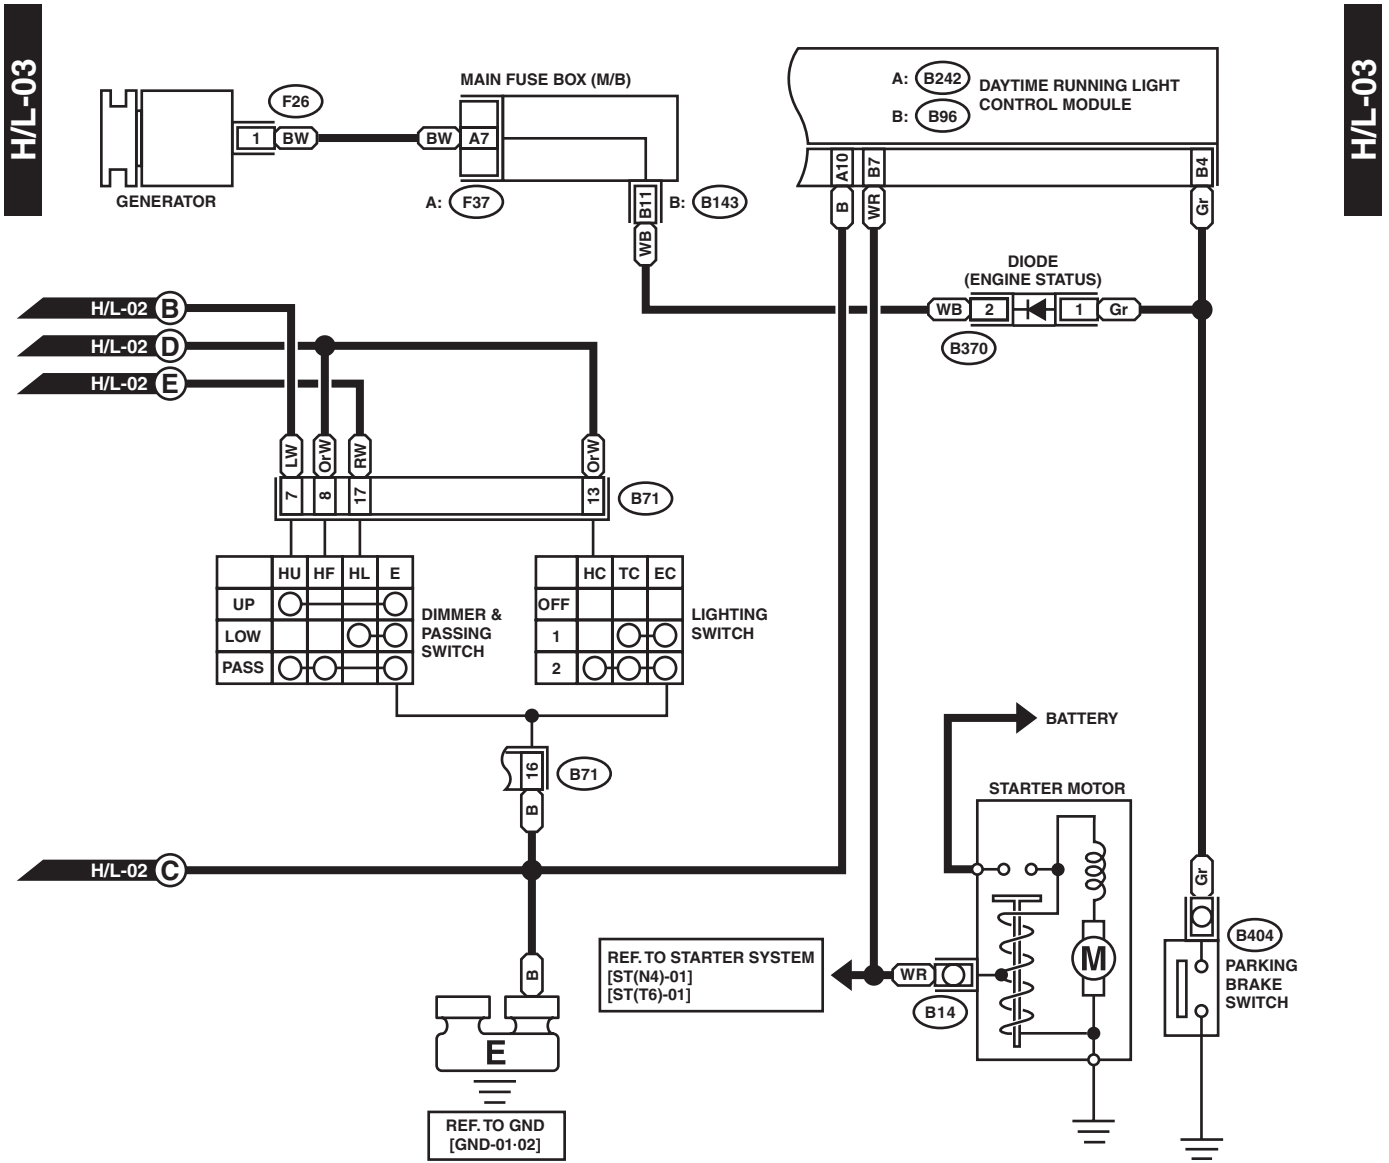 H/L-03
H/L-03
MAIN FUSE BOX (M/B)
F26
1
BW
BW
A7
GENERATOR
A: F37
B11
B: B143
WB
A: B242
B: B96
DAYTIME RUNNING LIGHT
CONTROL MODULE
A10
B7
B4
B
WR
Gr
DIODE
(ENGINE STATUS)
WB
2
1
Gr
B370
H/L-02 B
H/L-02 D
H/L-02 E
LW
OrW
RW
OrW
7
8
17
13
B71
HU HF HL E
UP
LOW
PASS
DIMMER &
PASSING
SWITCH
HC TC EC
OFF
1
2
LIGHTING
SWITCH
16
B71
B
H/L-02 C
B
E
REF. TO GND
[GND-01·02]
BATTERY
STARTER MOTOR
M
REF. TO STARTER SYSTEM
[ST(N4)-01]
[ST(T6)-01]
WR
B14
Gr
B404
PARKING
BRAKE
SWITCH